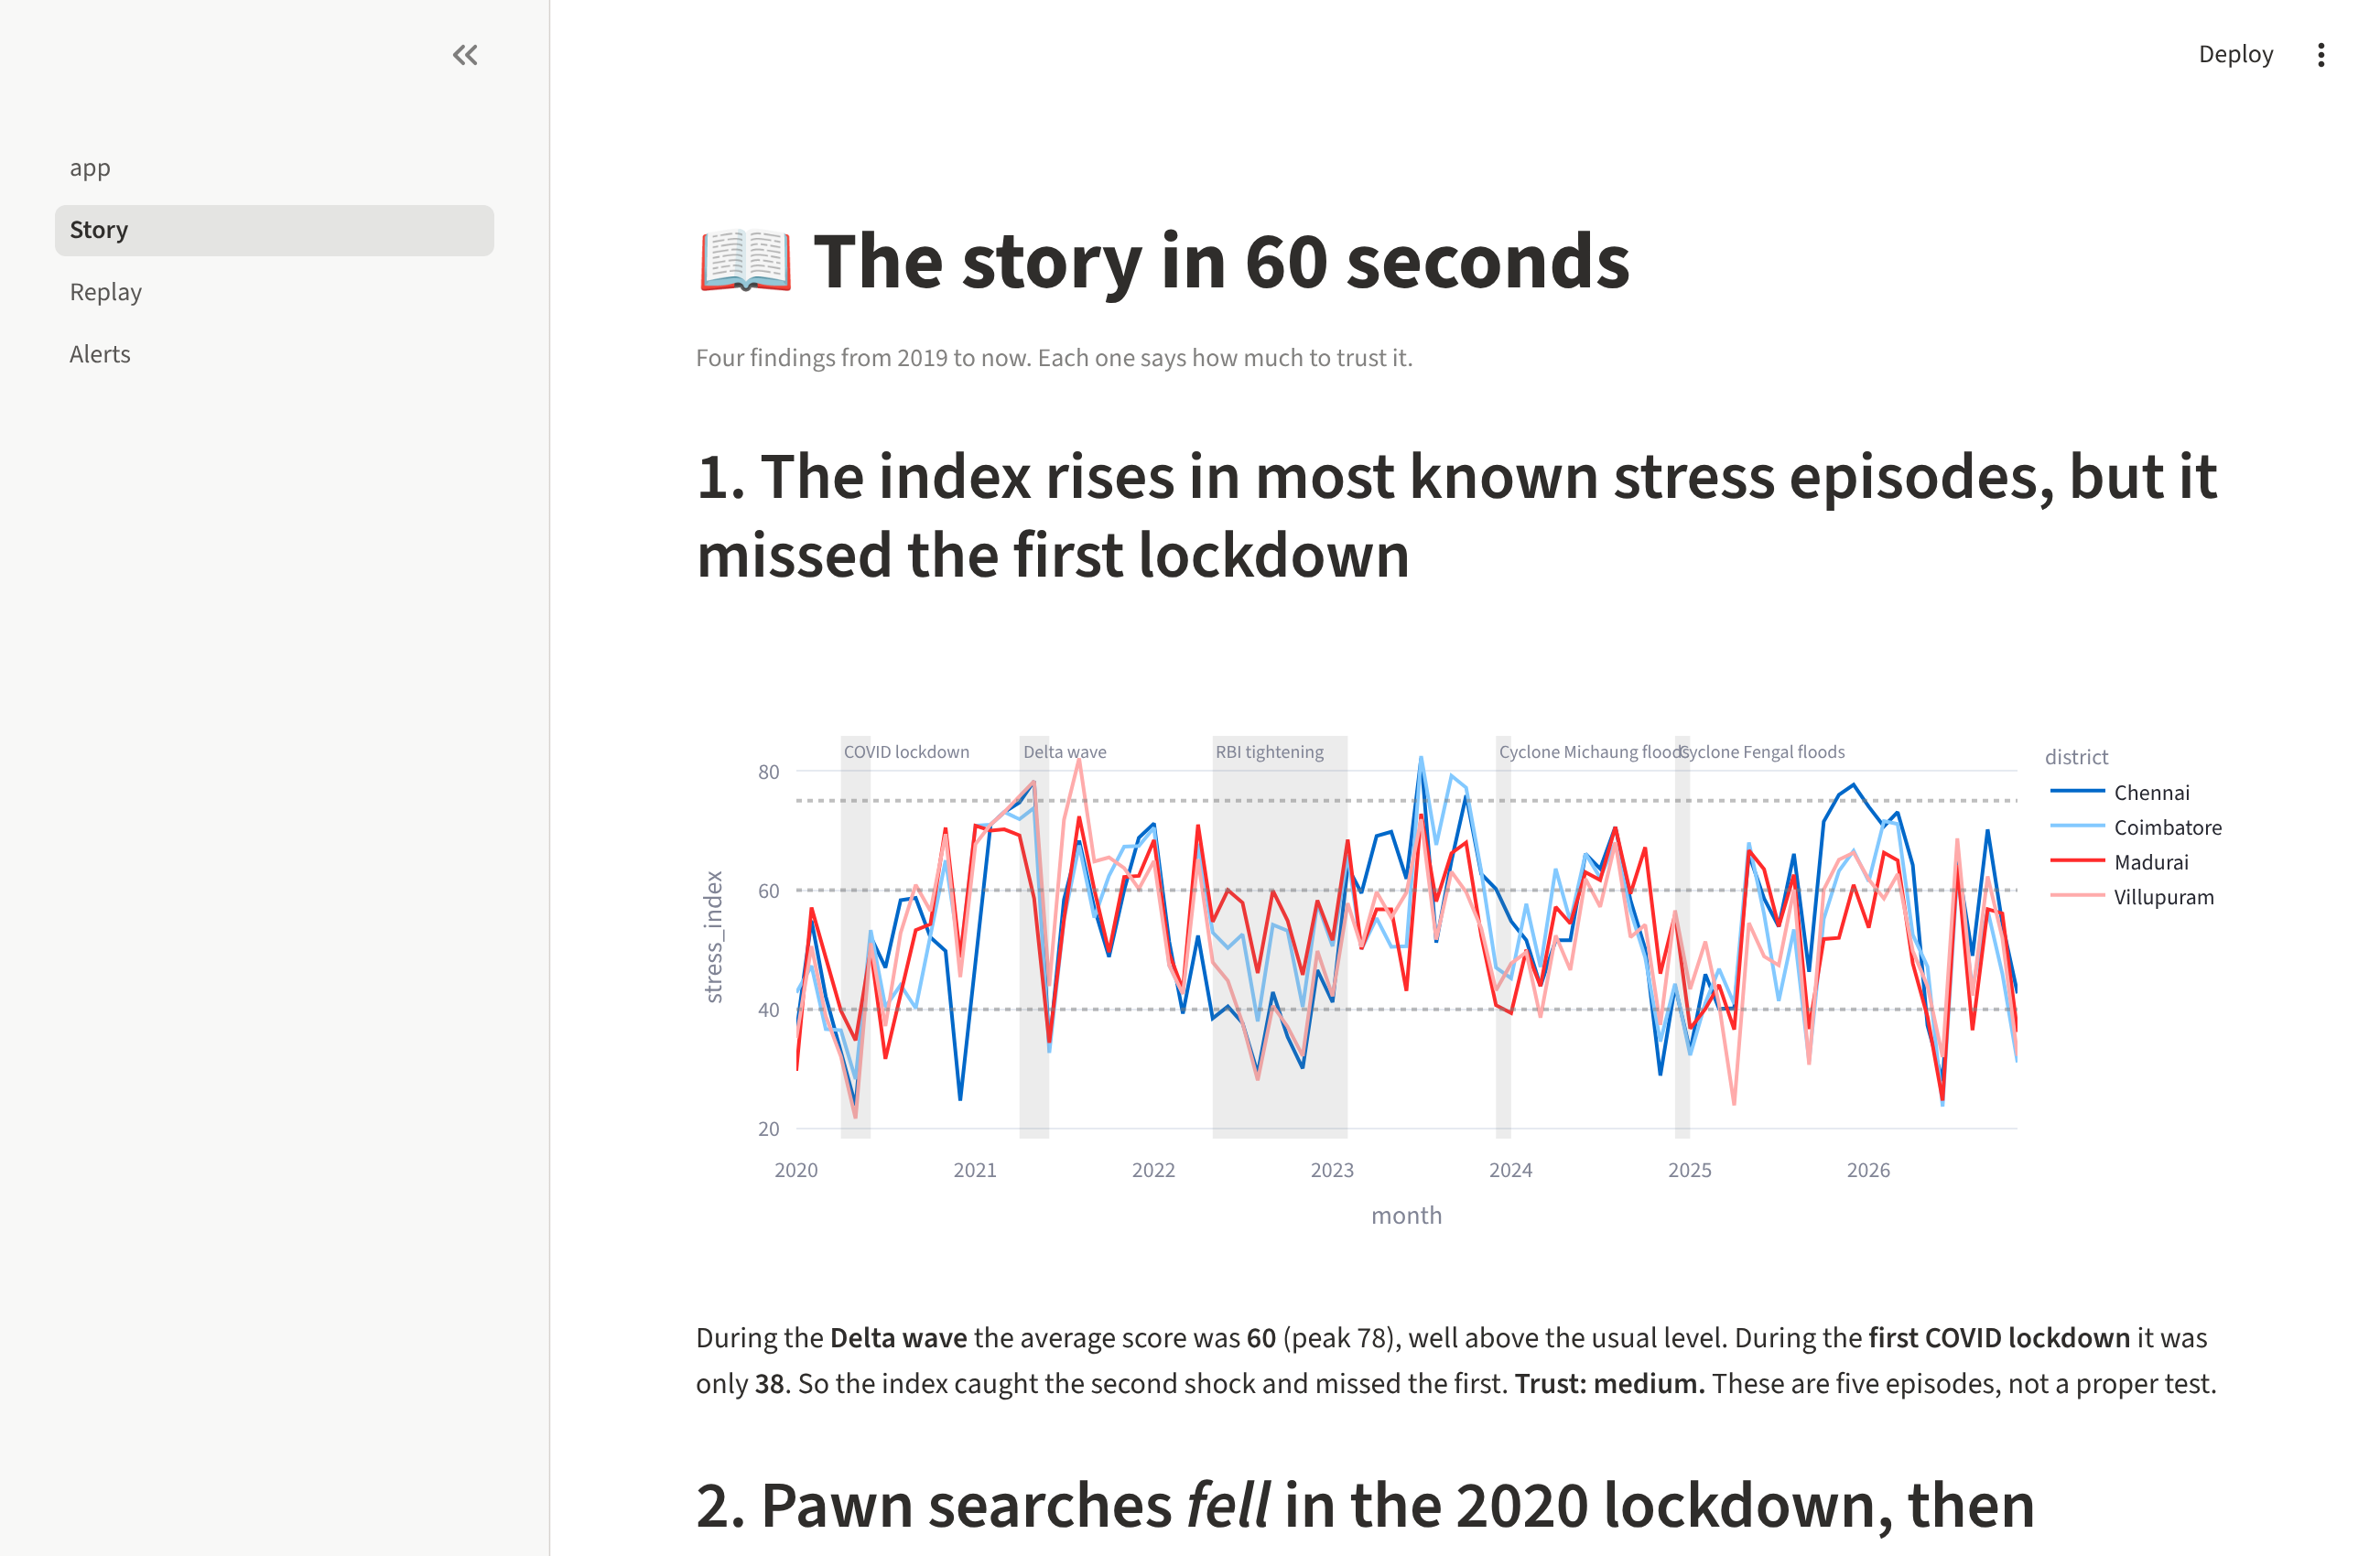 Deploy
app
Story
Replay
Alerts
📖 The story in 60 seconds
Four findings from 2019 to now. Each one says how much to trust it.
1. The index rises in most known stress episodes, but it
missed the first lockdown
COVID lockdown
Delta wave
RBI tightening
Cyclone Michaung floods
Cyclone Fengal floods
district
Chennai
Coimbatore
Madurai
Villupuram
stress_index
80
60
40
20
2020
2021
2022
2023
2024
2025
2026
month
During the Delta wave the average score was 60 (peak 78), well above the usual level. During the first COVID lockdown it was
only 38. So the index caught the second shock and missed the first. Trust: medium. These are five episodes, not a proper test.
2. Pawn searches fell in the 2020 lockdown, then